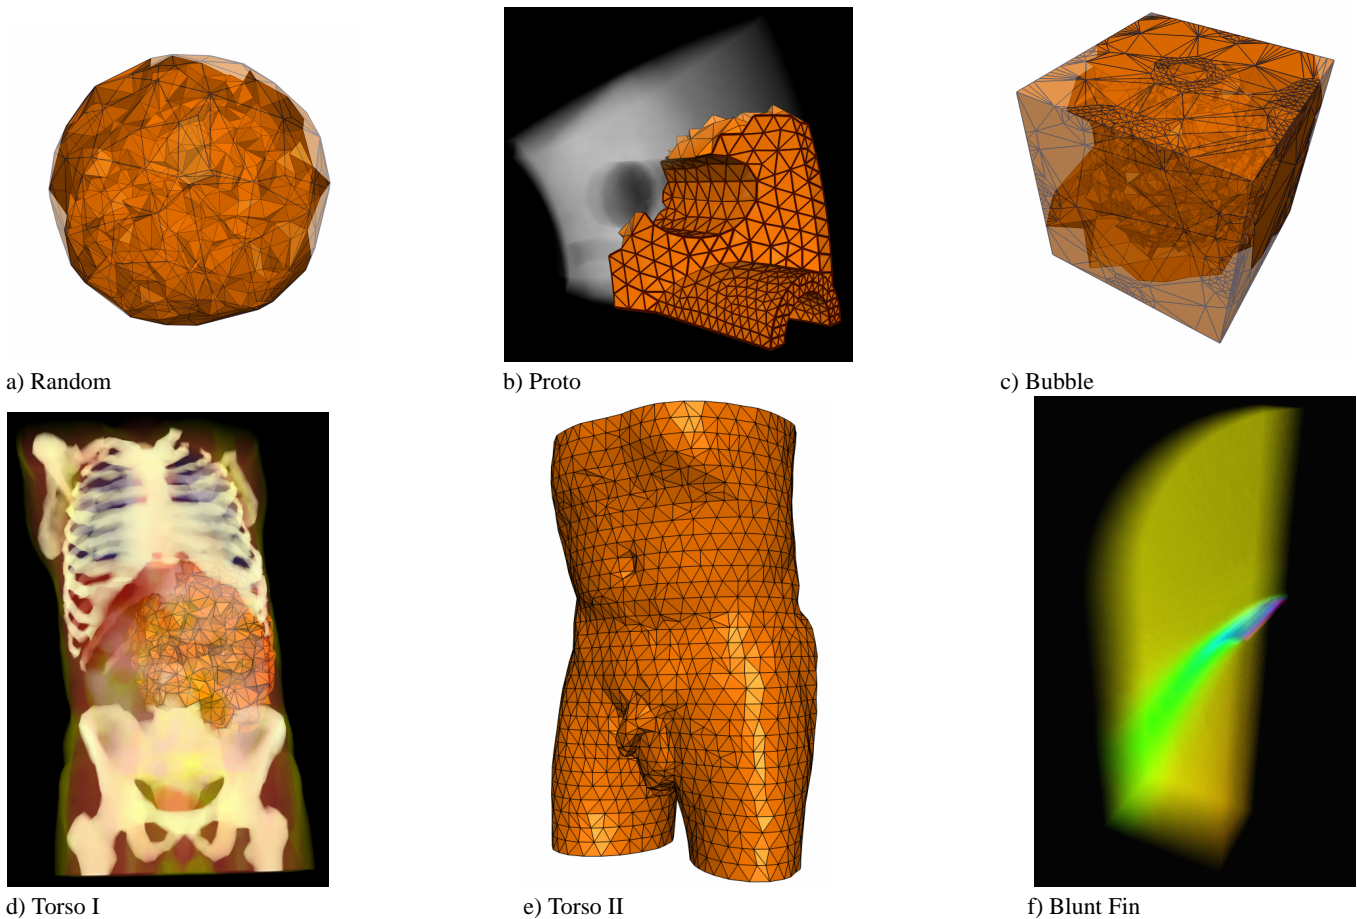 a) Random
b) Proto
c) Bubble
d) Torso I
e) Torso II
f) Blunt Fin